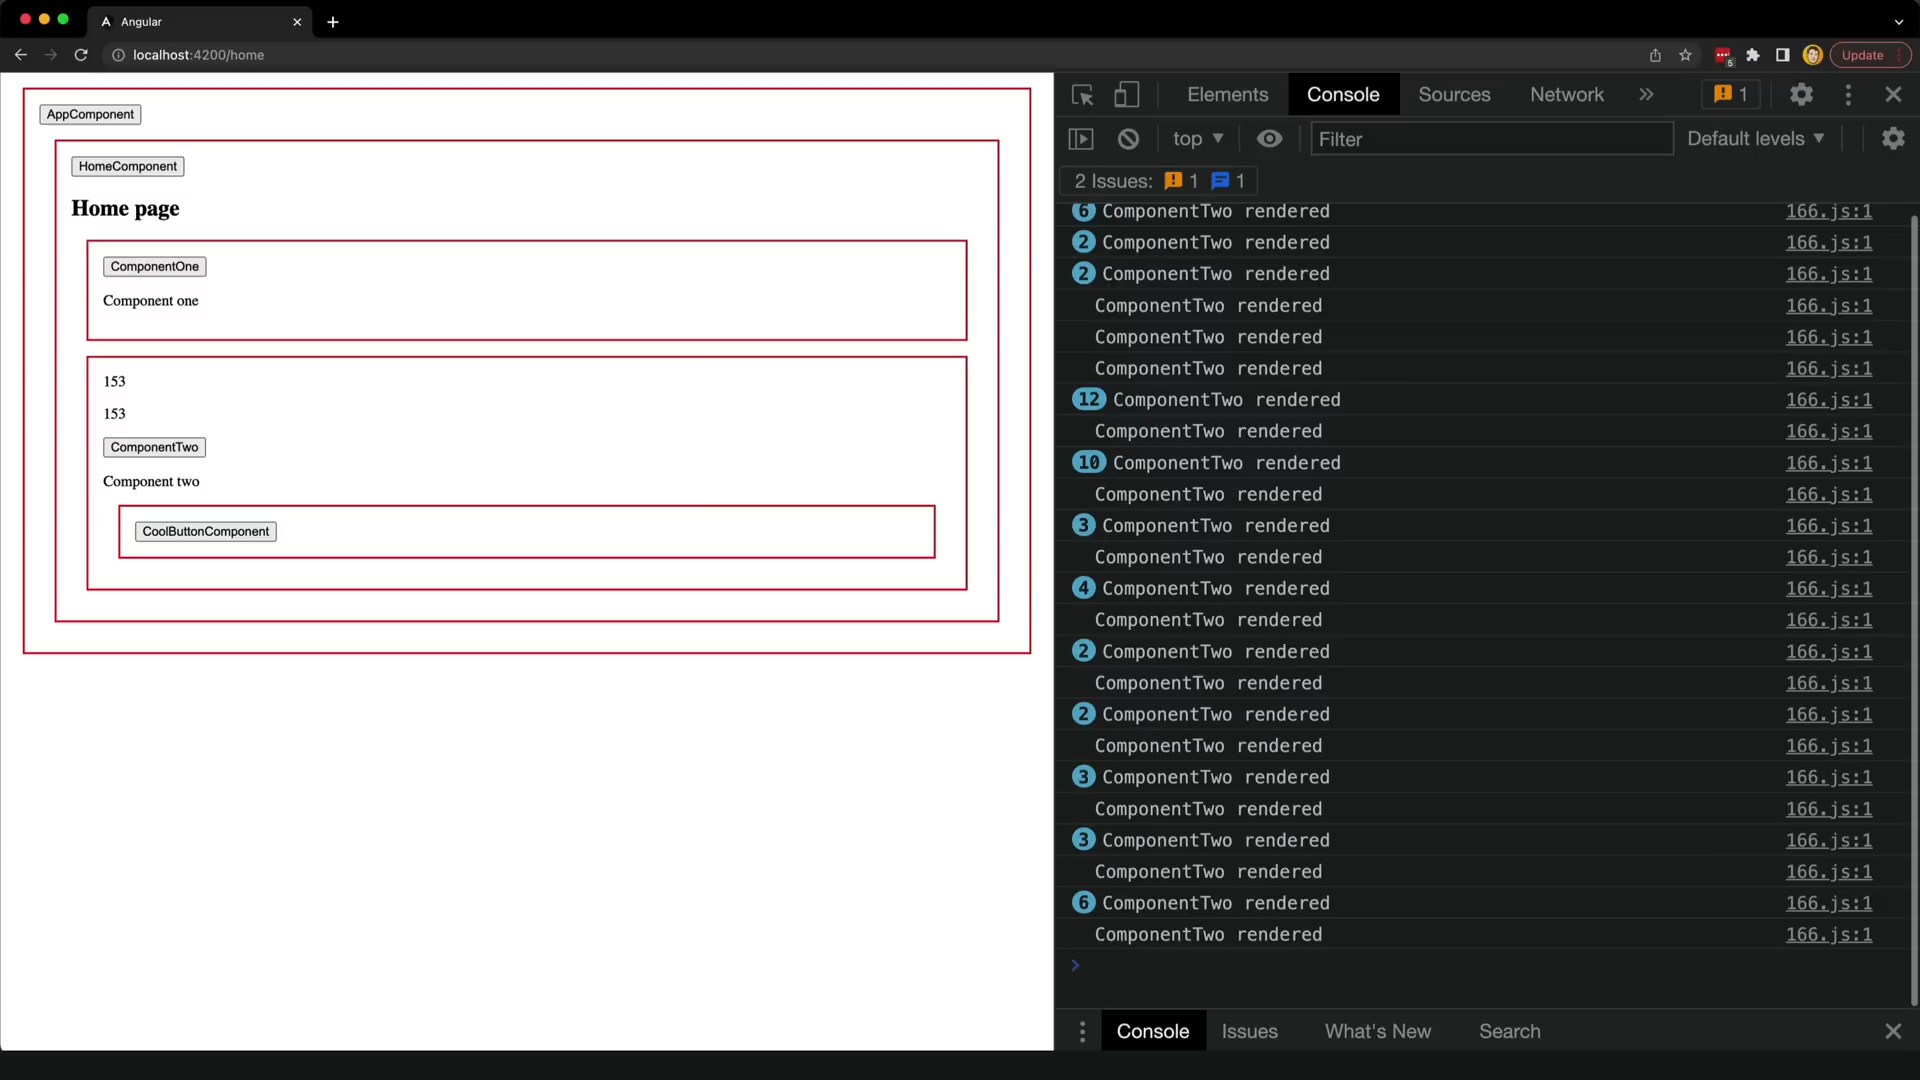 Angular
localhost:4200/home
5
Update
AppComponent
HomeComponent
Home page
ComponentOne
Component one
153
153
ComponentTwo
Component two
CoolButtonComponent
Elements Console Sources Network 1
top Filter Default levels
2 Issues: 1 1
6 ComponentTwo rendered 166.js:1
2 ComponentTwo rendered 166.js:1
2 ComponentTwo rendered 166.js:1
ComponentTwo rendered 166.js:1
ComponentTwo rendered 166.js:1
ComponentTwo rendered 166.js:1
12 ComponentTwo rendered 166.js:1
ComponentTwo rendered 166.js:1
10 ComponentTwo rendered 166.js:1
ComponentTwo rendered 166.js:1
3 ComponentTwo rendered 166.js:1
ComponentTwo rendered 166.js:1
4 ComponentTwo rendered 166.js:1
ComponentTwo rendered 166.js:1
2 ComponentTwo rendered 166.js:1
ComponentTwo rendered 166.js:1
2 ComponentTwo rendered 166.js:1
ComponentTwo rendered 166.js:1
3 ComponentTwo rendered 166.js:1
ComponentTwo rendered 166.js:1
3 ComponentTwo rendered 166.js:1
ComponentTwo rendered 166.js:1
6 ComponentTwo rendered 166.js:1
ComponentTwo rendered 166.js:1
Console Issues What's New Search